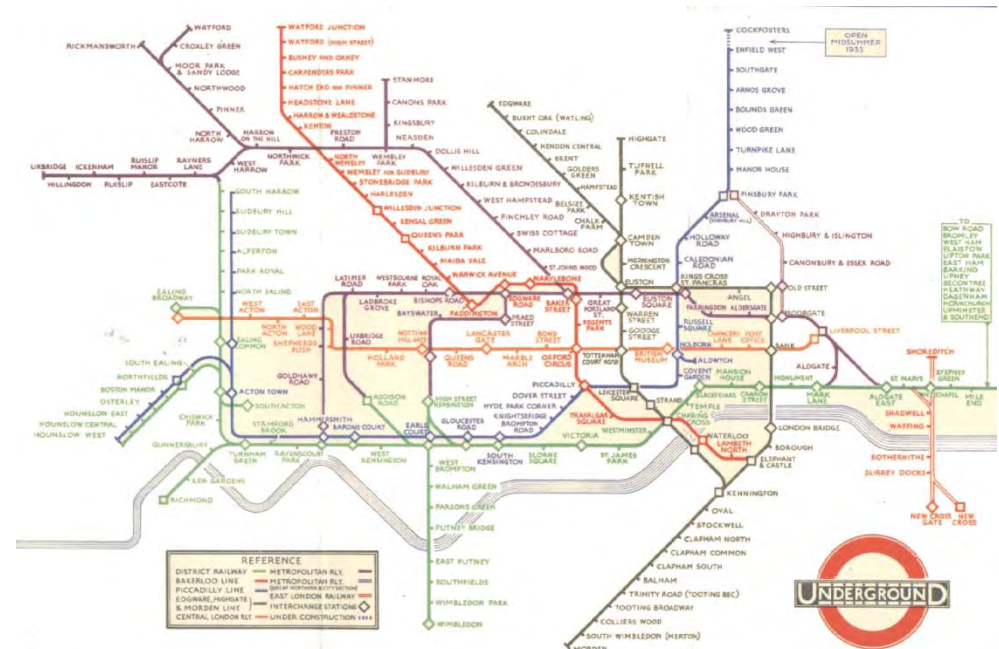 WATFORD
RICKMANSWORTH
CROXLEY GREEN
MOOR PARK
& SANDY LODGE
NORTHWOOD
PINNER
NORTH
HARROW
HARROW
ON THE HILL
NORTHWICK
PARK
PRESTON
ROAD
WEMBLEY
PARK
NEASDEN
UXBRIDGE
ICKENHAM
RUISLIP
MANOR
RAYNERS
LANE
WEST
HARROW
HILLINGDON
RUISLIP
EASTCOTE
WATFORD JUNCTION
WATFORD (HIGH STREET)
BUSHEY AND OXHEY
CARPENDERS PARK
HATCH END
HEADSTONE LANE
HARROW & WEALDSTONE
KENTON
NORTH
WEMBLEY
WEMBLEY FOR SUDBURY
STONEBRIDGE PARK
HARLESDEN
WILLESDEN JUNCTION
KENSAL GREEN
QUEENS PARK
KILBURN PARK
MAIDA VALE
WARWICK AVENUE
PADDINGTON
STANMORE
CANONS PARK
KINGSBURY
DOLLIS HILL
WILLESDEN GREEN
KILBURN & BRONDESBURY
WEST HAMPSTEAD
FINCHLEY ROAD
SWISS COTTAGE
MARLBORO ROAD
ST JOHNS WOOD
EDGWARE
BURNT OAK (WATLING)
COLINDALE
HENDON CENTRAL
BRENT
GOLDERS
GREEN
HAMPSTEAD
BELSIZE
PARK
CHALK
FARM
HIGHGATE
TUFNELL
PARK
KENTISH
TOWN
CAMDEN
TOWN
MORNINGTON
CRESCENT
EUSTON
COCKFOSTERS
OPEN
MIDSUMMER
1933
ENFIELD WEST
SOUTHGATE
ARNOS GROVE
BOUNDS GREEN
WOOD GREEN
TURNPIKE LANE
MANOR HOUSE
FINSBURY PARK
ARSENAL
HOLLOWAY
ROAD
CALEDONIAN
ROAD
KINGS CROSS
ST. PANCRAS
DRAYTON PARK
HIGHBURY & ISLINGTON
CANONBURY & ESSEX ROAD
OLD STREET
ANGEL
FARRINGDON
ALDERSGATE
MOORGATE
LIVERPOOL STREET
TO
BOW ROAD
BROMLEY
WEST HAM
PLAISTOW
UPTON PARK
EAST HAM
BARKING
UPNEY
BECONTREE
HEATHWAY
DAGENHAM
HORNCHURCH
UPMINSTER
& SOUTHEND
SOUTH HARROW
SUDBURY HILL
SUDBURY TOWN
ALPERTON
PARK ROYAL
NORTH EALING
EALING
BROADWAY
WEST
ACTON
EAST
ACTON
NORTH
ACTON
WOOD
LANE
SHEPHERDS
BUSH
EALING
COMMON
LATIMER
ROAD
LADBROKE
GROVE
WESTBOURNE
PARK
ROYAL
OAK
BISHOPS ROAD
UXBRIDGE
ROAD
GOLDHAWK
ROAD
HOLLAND
PARK
NOTTING
HILL GATE
BAYSWATER
PRAED
STREET
EDGWARE
ROAD
MARYLEBONE
BAKER
STREET
GREAT
PORTLAND
ST.
REGENTS
PARK
EUSTON
SQUARE
WARREN
STREET
GOODGE
STREET
TOTTENHAM
COURT ROAD
RUSSELL
SQUARE
QUEENS
ROAD
LANCASTER
GATE
MARBLE
ARCH
BOND
STREET
OXFORD
CIRCUS
BRITISH
MUSEUM
HOLBORN
CHANCERY
LANE
POST
OFFICE
BANK
ALDWYCH
COVENT
GARDEN
LEICESTER
SQUARE
PICCADILLY
DOVER STREET
HYDE PARK CORNER
KNIGHTSBRIDGE
BROMPTON
ROAD
TRAFALGAR
SQUARE
STRAND
CHARING
CROSS
TEMPLE
BLACKFRIARS
MANSION
HOUSE
CANNON
STREET
MONUMENT
MARK
LANE
ALDGATE
ALDGATE
EAST
ST MARYS
STEPNEY
GREEN
MILE
END
SHOREDITCH
SHADWELL
WAPPING
ROTHERHITHE
SURREY DOCKS
NEW CROSS
GATE
NEW
CROSS
SOUTH EALING
NORTHFIELDS
BOSTON MANOR
OSTERLEY
HOUNSLOW EAST
HOUNSLOW CENTRAL
HOUNSLOW WEST
ACTON TOWN
SOUTH ACTON
CHISWICK
PARK
GUNNERSBURY
KEW GARDENS
RICHMOND
TURNHAM
GREEN
STAMFORD
BROOK
RAVENSCOURT
PARK
HAMMERSMITH
BARONS COURT
WEST
KENSINGTON
ADDISON
ROAD
HIGH STREET
KENSINGTON
EARLS
COURT
GLOUCESTER
ROAD
SOUTH
KENSINGTON
SLOANE
SQUARE
VICTORIA
ST. JAMES
PARK
WESTMINSTER
WATERLOO
LAMBETH
NORTH
ELEPHANT
& CASTLE
LONDON BRIDGE
BOROUGH
KENNINGTON
OVAL
STOCKWELL
CLAPHAM NORTH
CLAPHAM COMMON
CLAPHAM SOUTH
BALHAM
TRINITY ROAD (TOOTING BEC)
TOOTING BROADWAY
COLLIERS WOOD
SOUTH WIMBLEDON (MERTON)
MORDEN
WEST
BROMPTON
WALHAM GREEN
PARSONS GREEN
PUTNEY BRIDGE
EAST PUTNEY
SOUTHFIELDS
WIMBLEDON PARK
WIMBLEDON
REFERENCE
DISTRICT RAILWAY
BAKERLOO LINE
PICCADILLY LINE
EDGWARE, HIGHGATE
& MORDEN LINE
CENTRAL LONDON RLY.
METROPOLITAN RLY.
METROPOLITAN RLY.
(GREAT NORTHERN & CITY SECTION)
EAST LONDON RAILWAY
INTERCHANGE STATIONS
UNDER CONSTRUCTION
UNDERGROUND